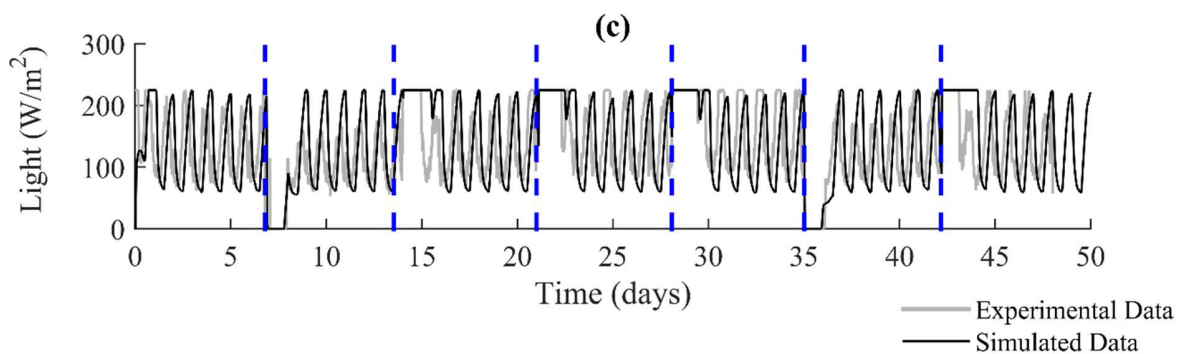 (c)
300
200
100
0
Light (W/m²)
0 5 10 15 20 25 30 35 40 45 50
Time (days)
Experimental Data
Simulated Data